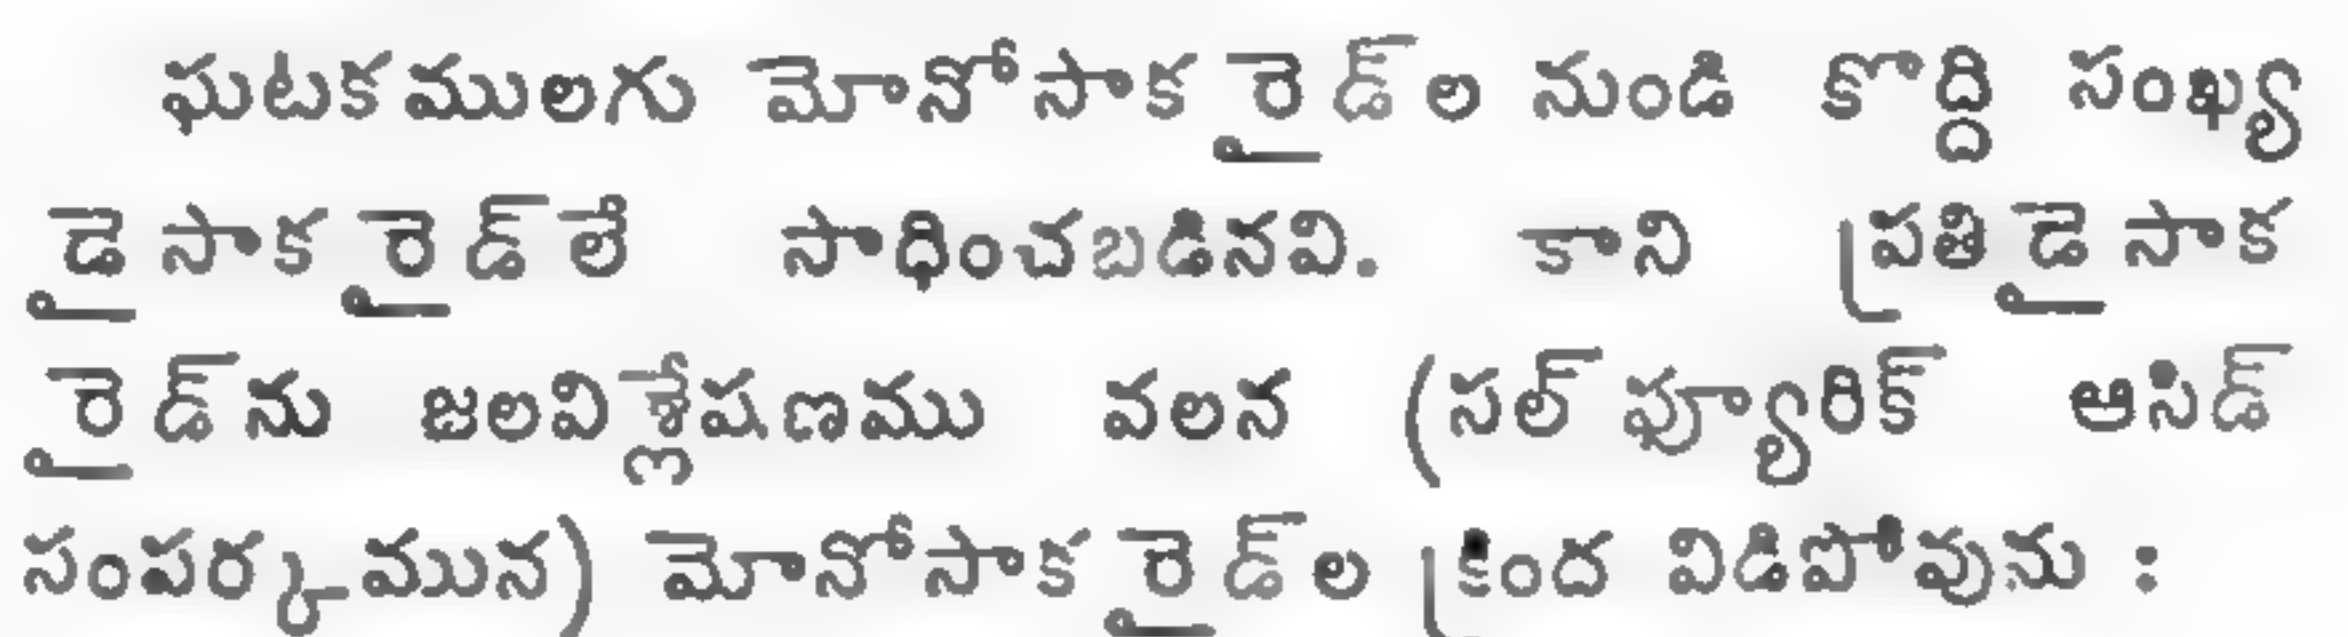 ఘటకములగు మోనోసాకరైడ్‌ల నుండి కొద్ది సంఖ్య
డైసాకరైడ్‌లే సాధించబడినవి. కాని ప్రతిడైసాక
రైడ్‌ను జలవిశ్లేషణము వలన (సల్‌ఫ్యూరిక్ ఆసిడ్
సంపర్కమున) మోనోసాకరైడ్‌ల క్రింద విడిపోవును :